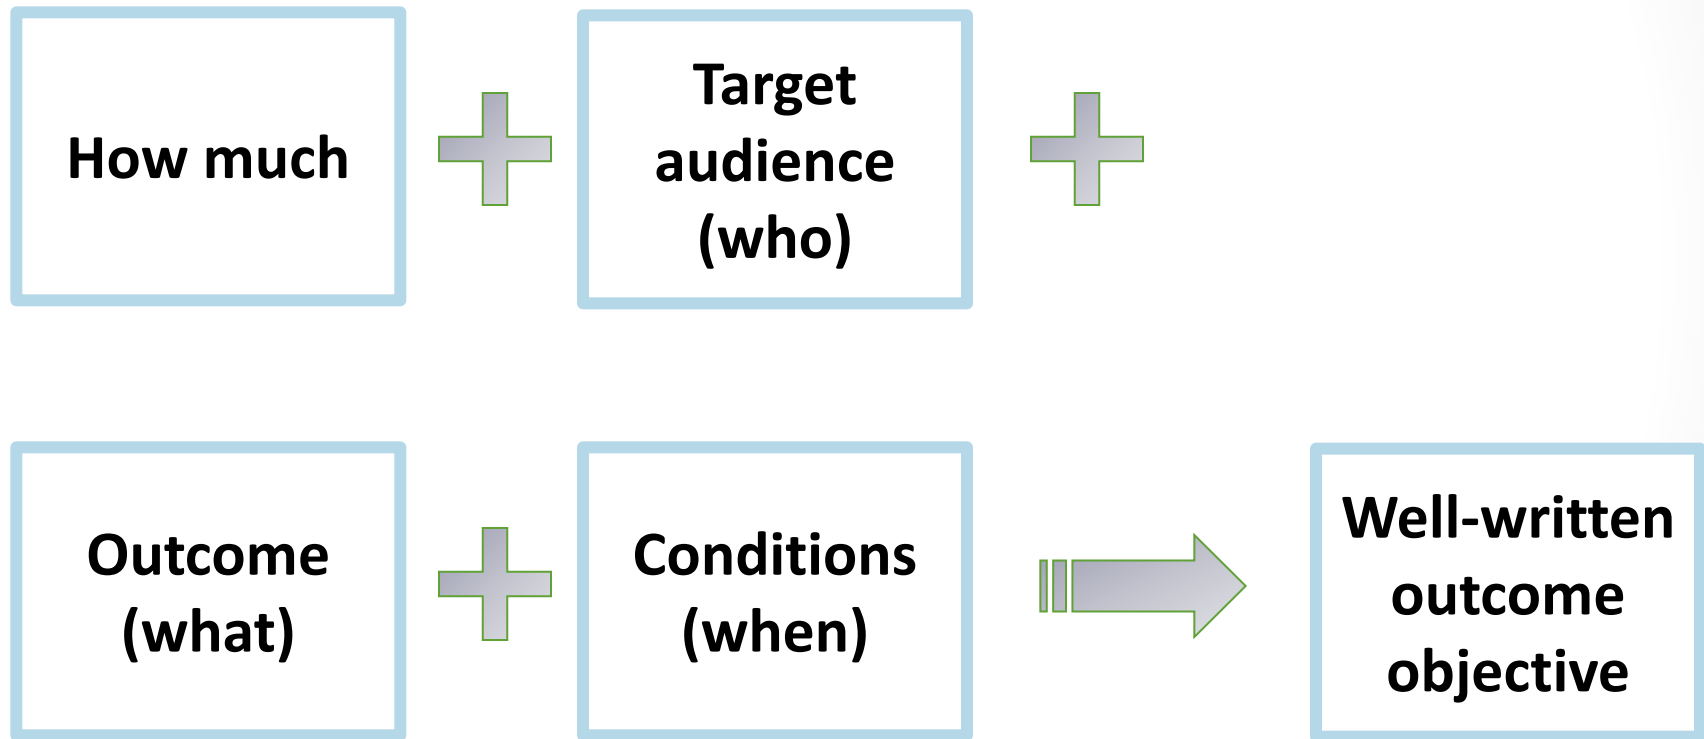 How much
Target
audience
(who)
Outcome
(what)
Conditions
(when)
Well-written
outcome
objective